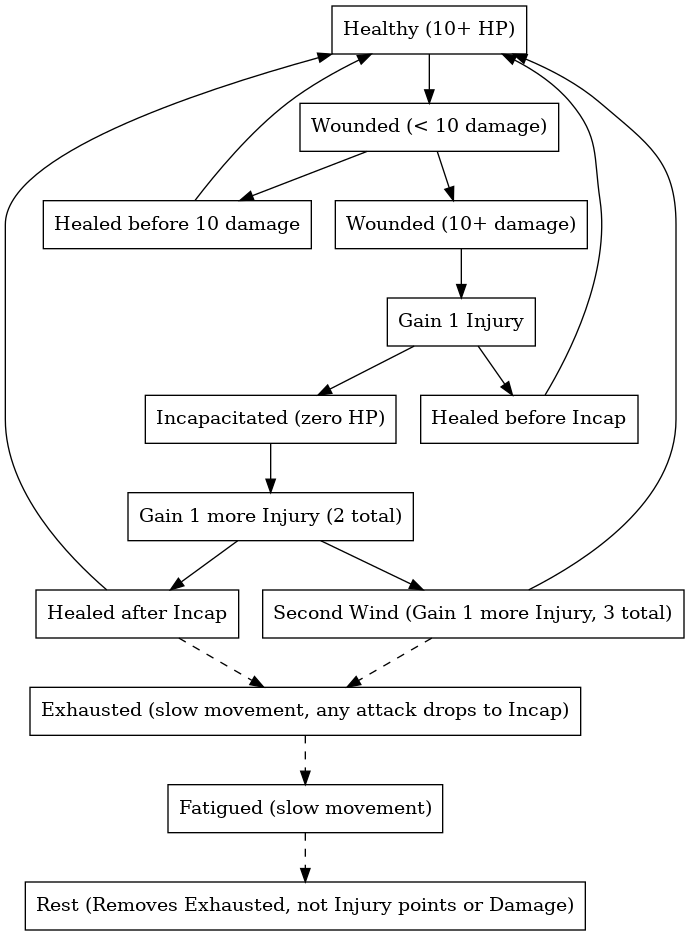 Healthy (10+ HP)
Wounded (< 10 damage)
Healed before 10 damage
Wounded (10+ damage)
Gain 1 Injury
Incapacitated (zero HP)
Healed before Incap
Gain 1 more Injury (2 total)
Healed after Incap
Second Wind (Gain 1 more Injury, 3 total)
Exhausted (slow movement, any attack drops to Incap)
Fatigued (slow movement)
Rest (Removes Exhausted, not Injury points or Damage)